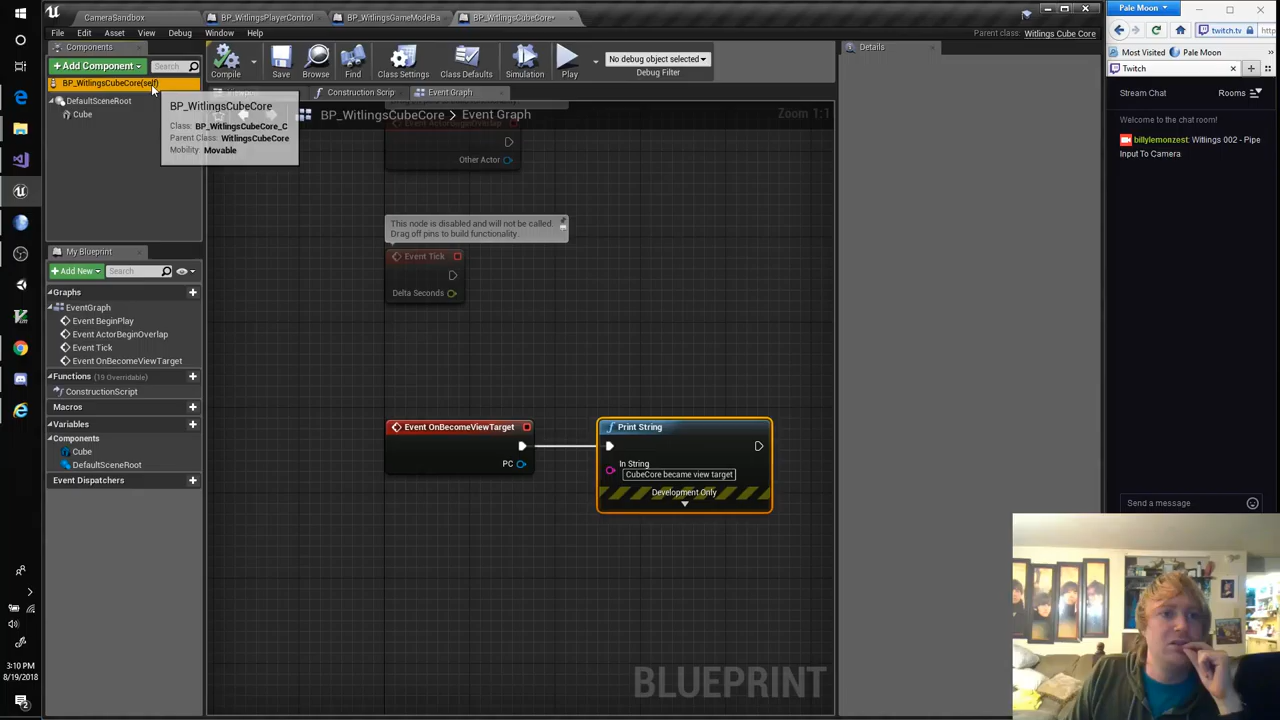 CameraSandbox
BP_WitlingsPlayerControl
BP_WitlingsGameModeBa
BP_WitlingsCubeCore*
Pale Moon
File Edit Asset View Debug Window Help
Parent class: Witlings Cube Core
twitch.tv
Most Visited Pale Moon
Twitch
Components
+Add Component
Search
Compile Save Browse Find Class Settings Class Defaults Simulation Play
No debug object selected
Debug Filter
Details
Stream Chat Rooms
Welcome to the chat room!
billylemonzest: Witlings 002 - Pipe
Input To Camera
BP_WitlingsCubeCore(self)
DefaultSceneRoot
Cube
BP_WitlingsCubeCore
Class: BP_WitlingsCubeCore_C
Parent Class: WitlingsCubeCore
Mobility: Movable
Construction Scrip
Event Graph
BP_WitlingsCubeCore > Event Graph
Zoom 1:1
Event ActorBeginOverlap
Other Actor
This node is disabled and will not be called.
Drag off pins to build functionality.
Event Tick
Delta Seconds
My Blueprint
+Add New
Search
Graphs
EventGraph
Event BeginPlay
Event ActorBeginOverlap
Event Tick
Event OnBecomeViewTarget
Functions (19 Overridable)
ConstructionScript
Macros
Variables
Components
Cube
DefaultSceneRoot
Event Dispatchers
Event OnBecomeViewTarget
PC
Print String
In String
CubeCore became view target
Development Only
BLUEPRINT
Send a message
3:10 PM
8/19/2018